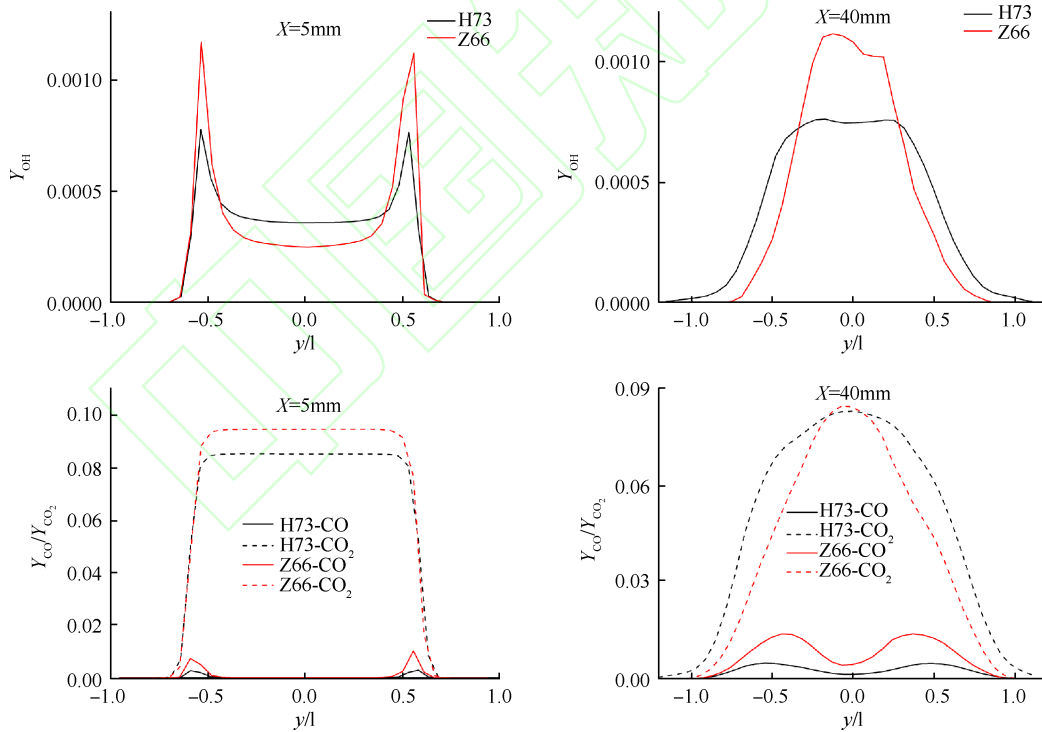 X=5mm
H73
Z66
0.0010
0.0005
0.0000
Y_OH
−1.0 −0.5 0.0 0.5 1.0
y/l
X=40mm
H73
Z66
0.0010
0.0005
0.0000
Y_OH
−1.0 −0.5 0.0 0.5 1.0
y/l
X=5mm
0.10
0.08
0.06
0.04
0.02
0.00
Y_CO/Y_CO₂
H73-CO
H73-CO₂
Z66-CO
Z66-CO₂
−1.0 −0.5 0.0 0.5 1.0
y/l
X=40mm
0.09
0.06
0.03
0.00
Y_CO/Y_CO₂
H73-CO
H73-CO₂
Z66-CO
Z66-CO₂
−1.0 −0.5 0.0 0.5 1.0
y/l